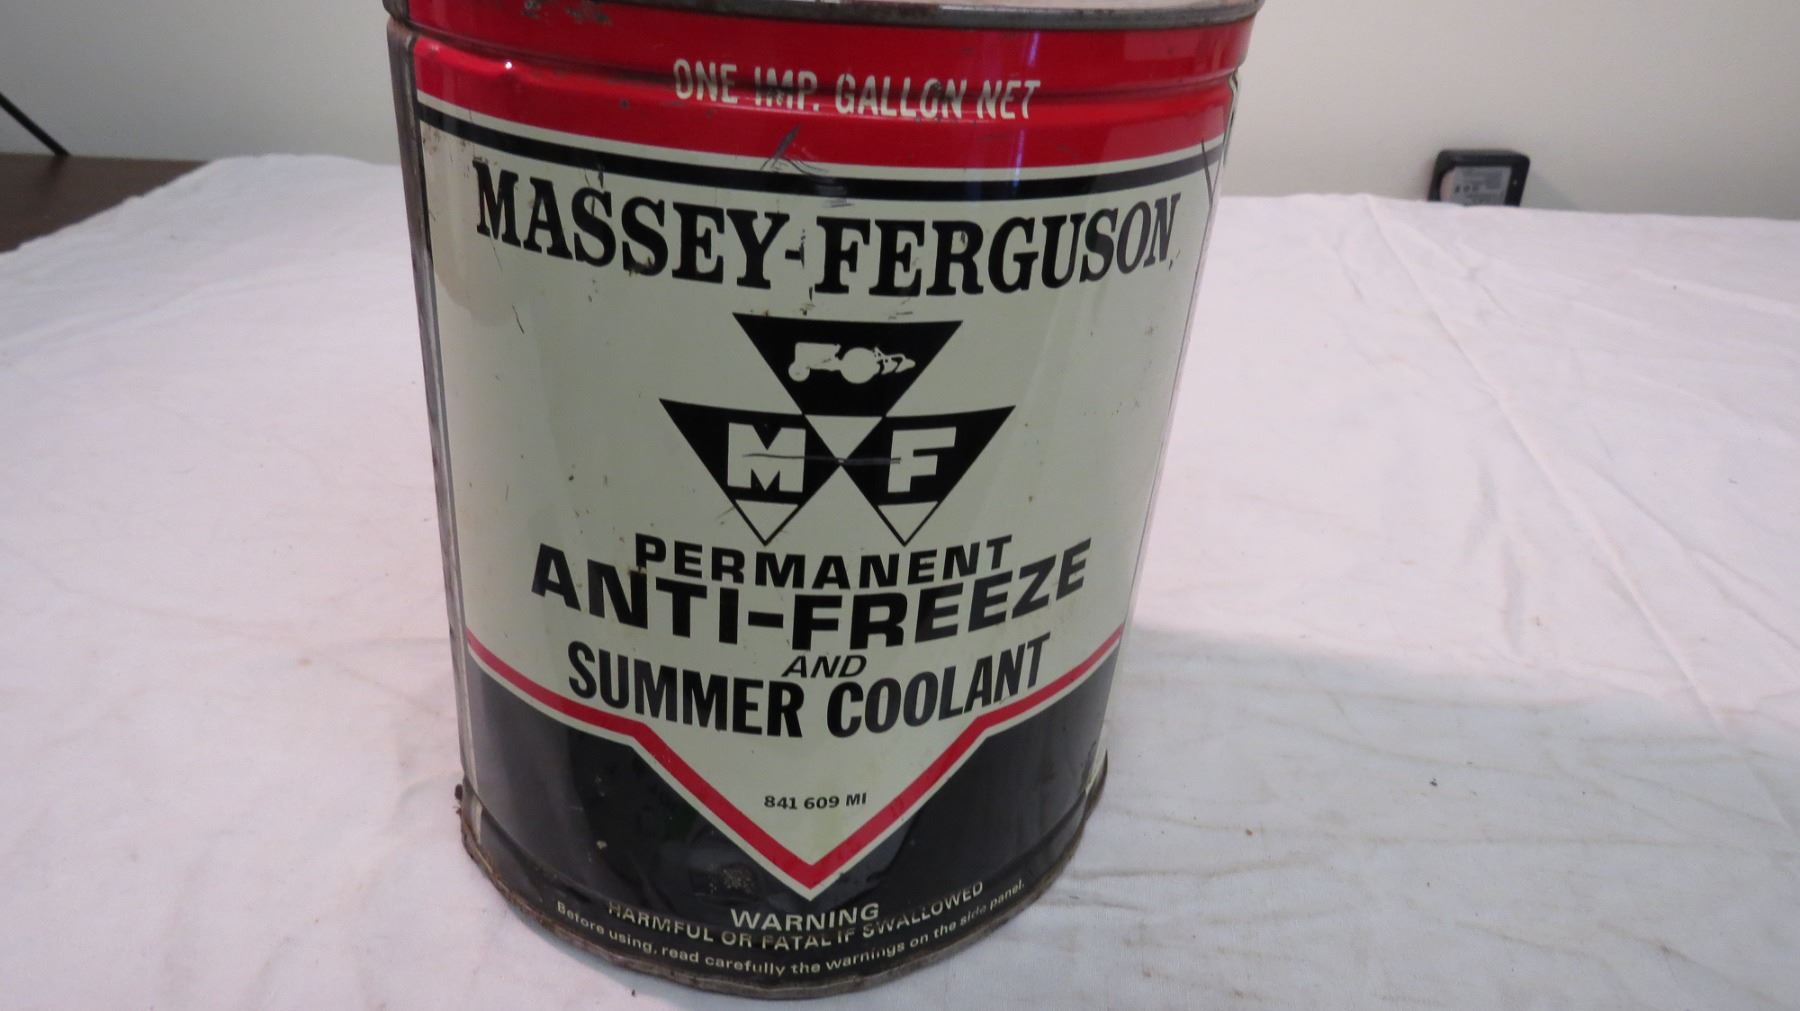 ONE IMP. GALLON NET
MASSEY-FERGUSON
M F
PERMANENT
ANTI-FREEZE
AND
SUMMER COOLANT
841 609 MI
WARNING
HARMFUL OR FATAL IF SWALLOWED
Before using, read carefully the warnings on the side panel.